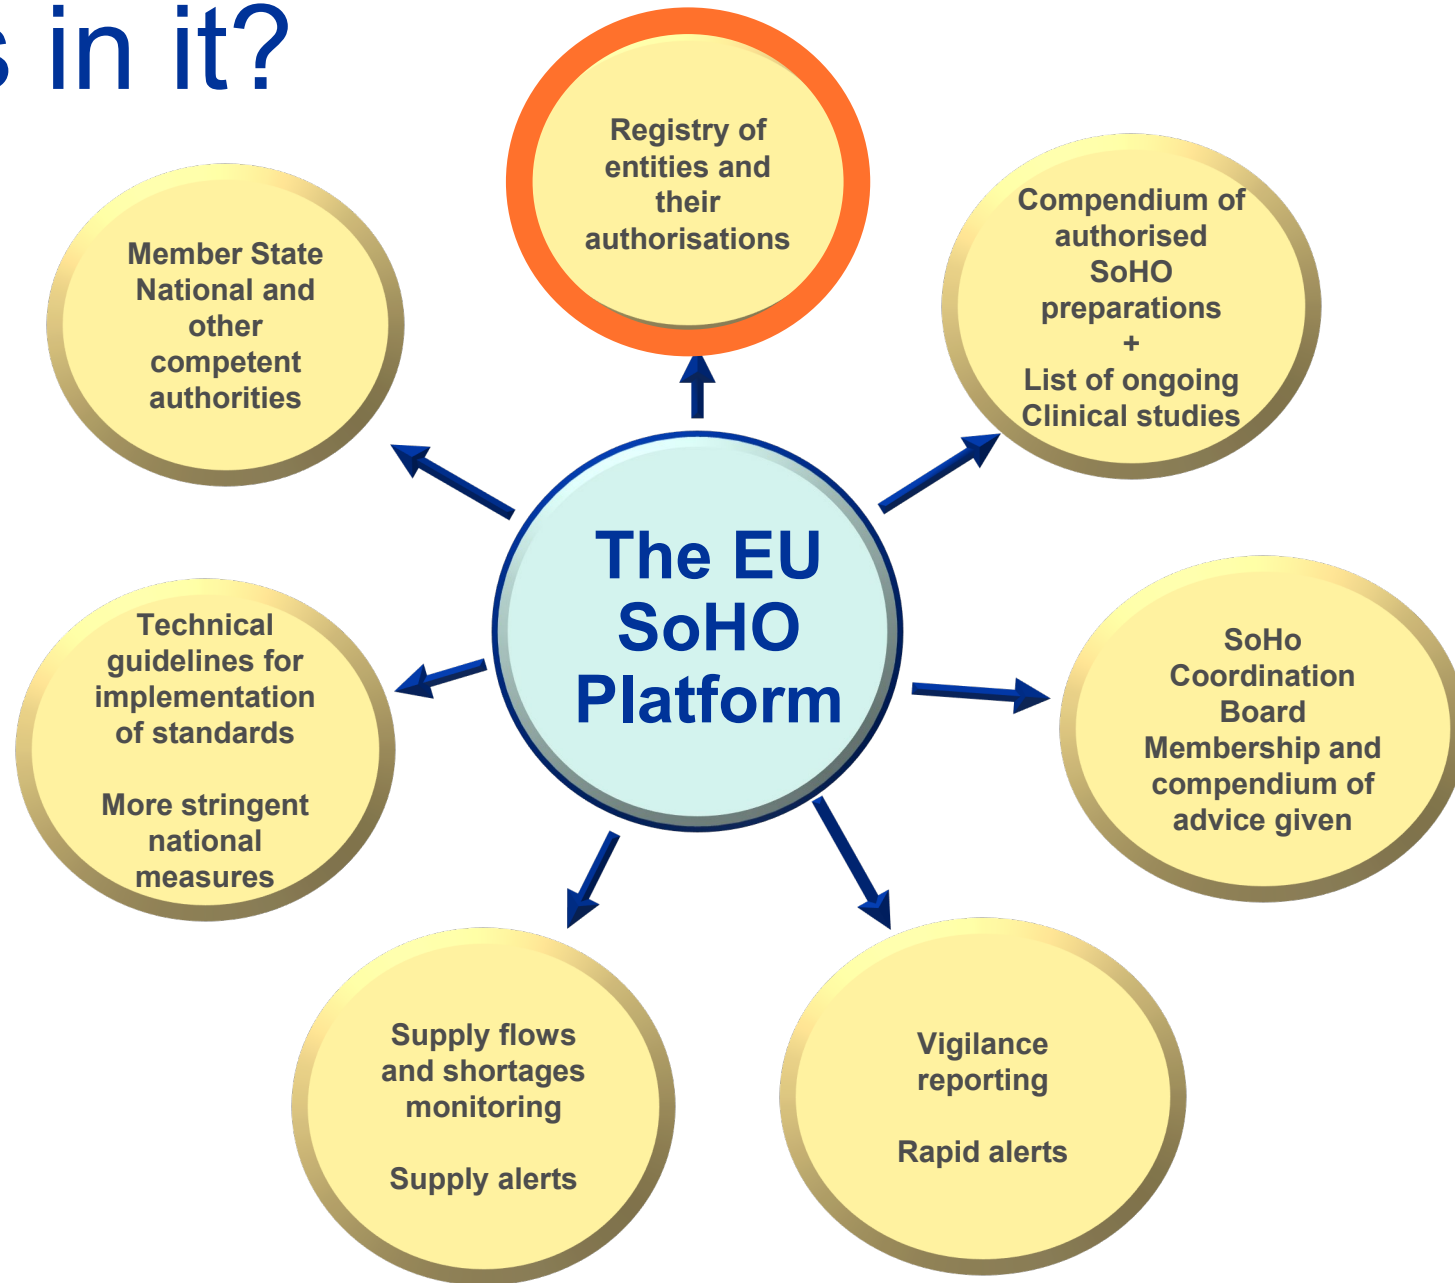 s in it?
Registry of
entities and
their
authorisations
Compendium of
authorised
SoHO
preparations
+
List of ongoing
Clinical studies
Member State
National and
other
competent
authorities
The EU
SoHO
Platform
Technical
guidelines for
implementation
of standards
More stringent
national
measures
SoHo
Coordination
Board
Membership and
compendium of
advice given
Supply flows
and shortages
monitoring
Supply alerts
Vigilance
reporting
Rapid alerts